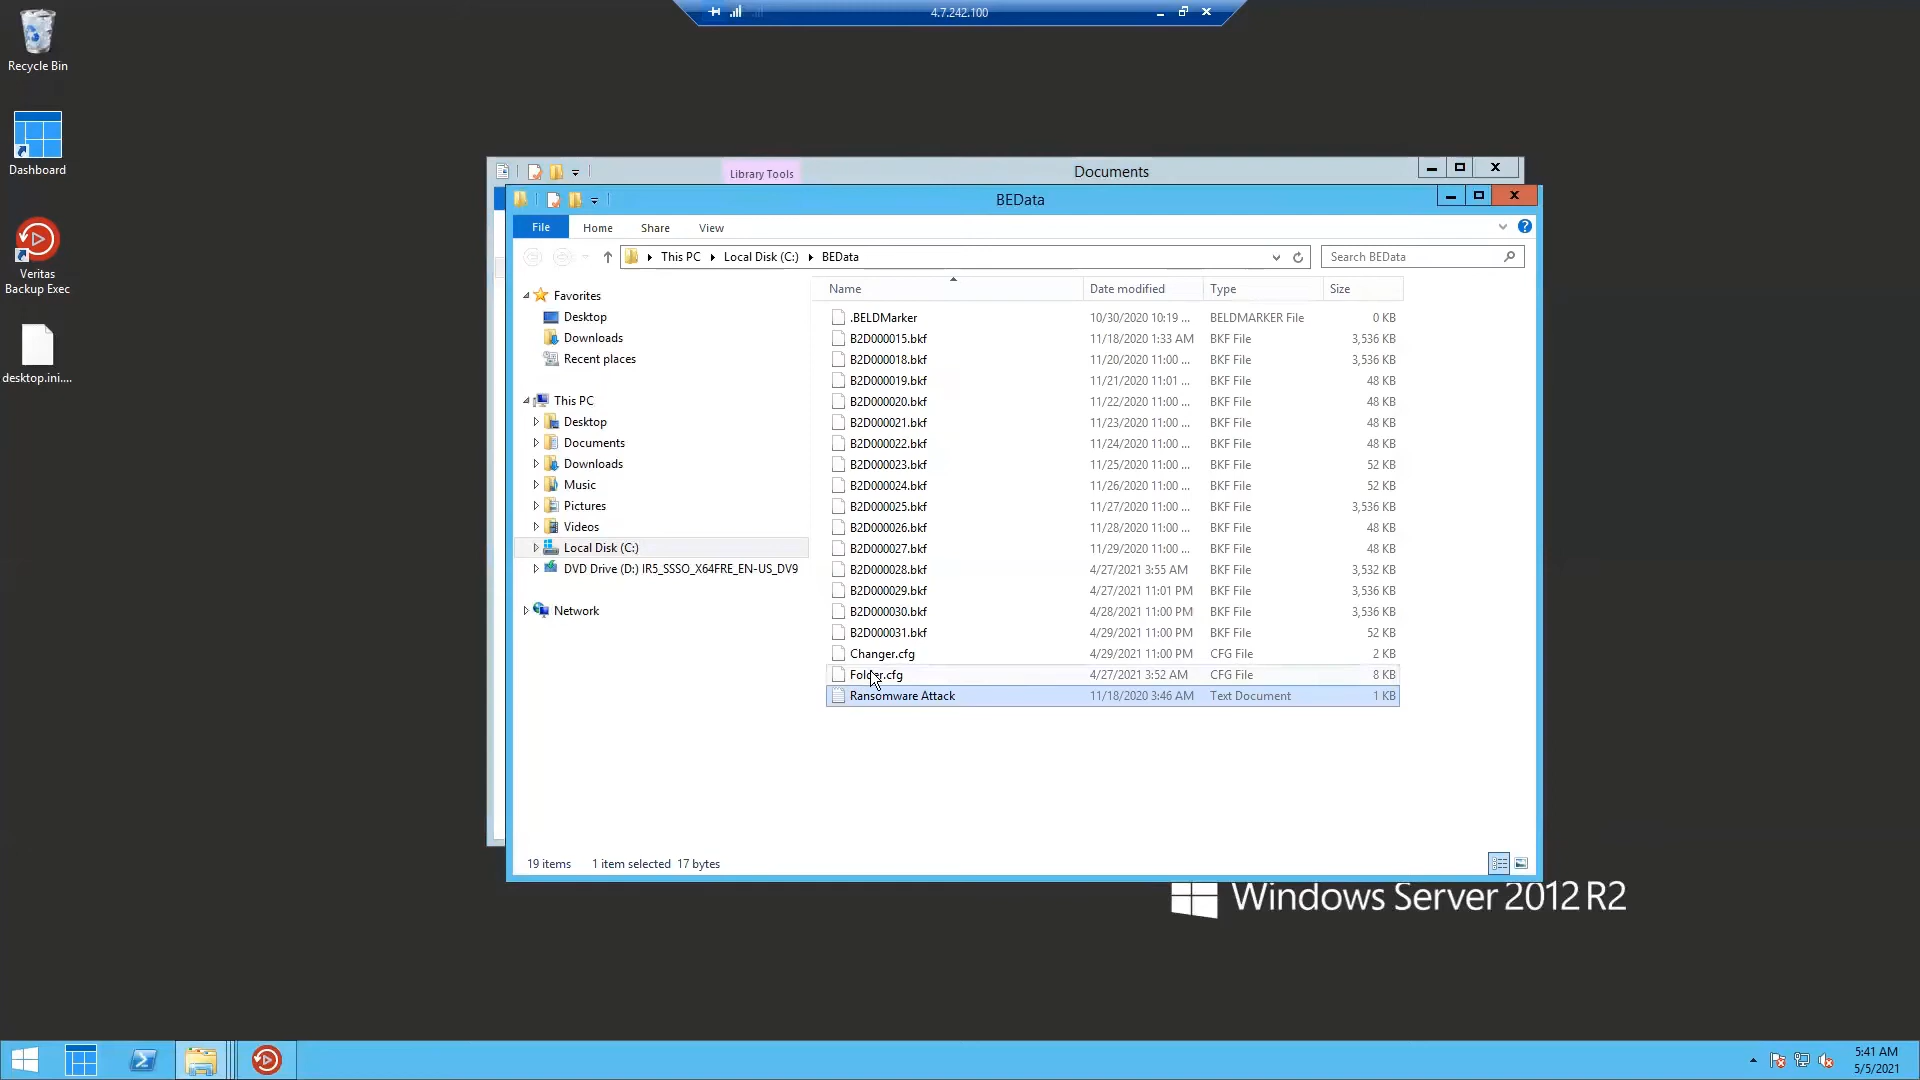 4.7.242.100
Recycle Bin
Dashboard
Veritas
Backup Exec
desktop.ini....
Library Tools
Documents
BEData
File
Home
Share
View
This PC
Local Disk (C:)
BEData
Search BEData
Favorites
Desktop
Downloads
Recent places
This PC
Desktop
Documents
Downloads
Music
Pictures
Videos
Local Disk (C:)
DVD Drive (D:) IR5_SSSO_X64FRE_EN-US_DV9
Network
Name Date modified Type Size
.BELDMarker 10/30/2020 10:19 ... BELDMARKER File 0 KB
B2D000015.bkf 11/18/2020 1:33 AM BKF File 3,536 KB
B2D000018.bkf 11/20/2020 11:00 ... BKF File 3,536 KB
B2D000019.bkf 11/21/2020 11:01 ... BKF File 48 KB
B2D000020.bkf 11/22/2020 11:00 ... BKF File 48 KB
B2D000021.bkf 11/23/2020 11:00 ... BKF File 48 KB
B2D000022.bkf 11/24/2020 11:00 ... BKF File 48 KB
B2D000023.bkf 11/25/2020 11:00 ... BKF File 52 KB
B2D000024.bkf 11/26/2020 11:00 ... BKF File 52 KB
B2D000025.bkf 11/27/2020 11:00 ... BKF File 3,536 KB
B2D000026.bkf 11/28/2020 11:00 ... BKF File 48 KB
B2D000027.bkf 11/29/2020 11:00 ... BKF File 48 KB
B2D000028.bkf 4/27/2021 3:55 AM BKF File 3,532 KB
B2D000029.bkf 4/27/2021 11:01 PM BKF File 3,536 KB
B2D000030.bkf 4/28/2021 11:00 PM BKF File 3,536 KB
B2D000031.bkf 4/29/2021 11:00 PM BKF File 52 KB
Changer.cfg 4/29/2021 11:00 PM CFG File 2 KB
Folder.cfg 4/27/2021 3:52 AM CFG File 8 KB
Ransomware Attack 11/18/2020 3:46 AM Text Document 1 KB
19 items 1 item selected 17 bytes
Windows Server 2012 R2
5:41 AM
5/5/2021